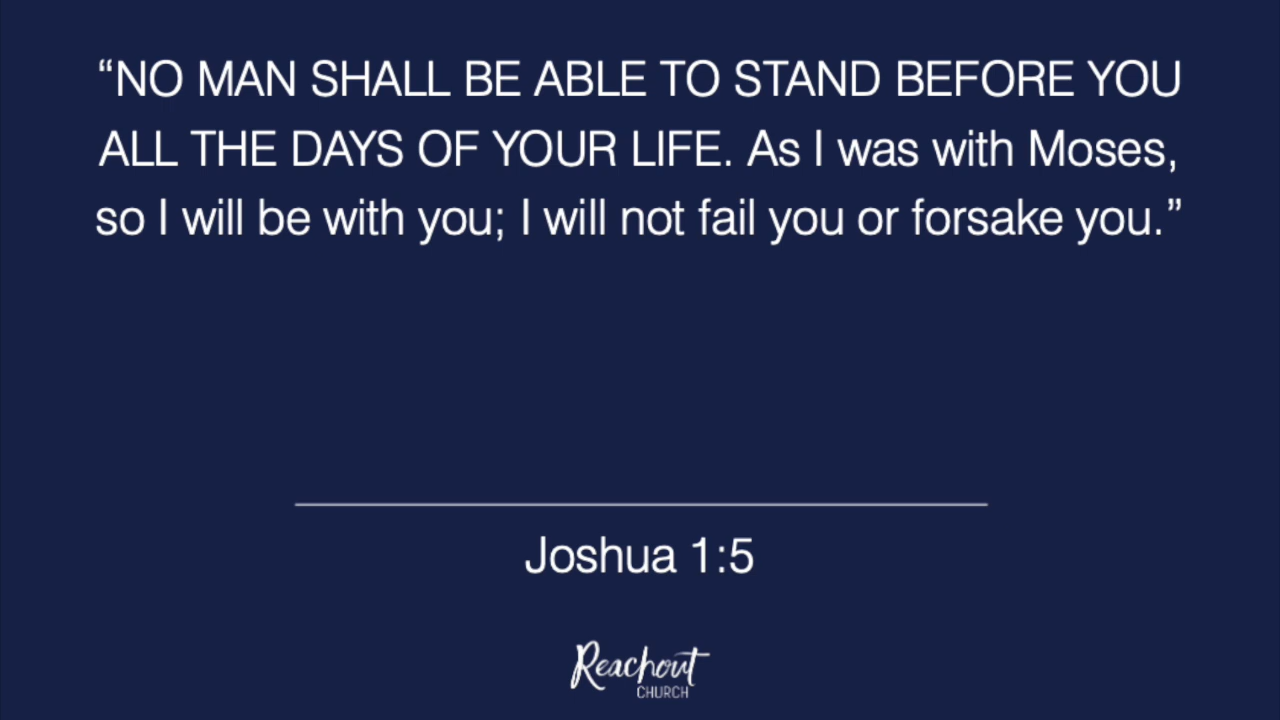 “NO MAN SHALL BE ABLE TO STAND BEFORE YOU
ALL THE DAYS OF YOUR LIFE. As I was with Moses,
so I will be with you; I will not fail you or forsake you.”
Joshua 1:5
Reachout
CHURCH